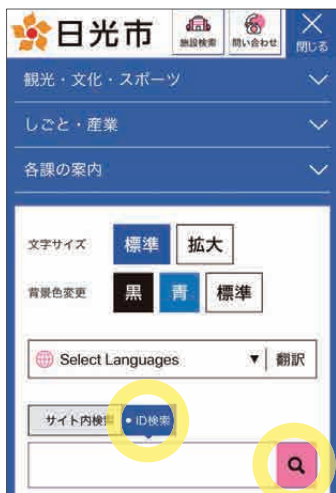 日光市
施設検索
問い合わせ
閉じる
観光・文化・スポーツ
しごと・産業
各課の案内
文字サイズ 標準 拡大
背景色変更 黒 青 標準
Select Languages ▼ 翻訳
サイト内検索 • ID検索